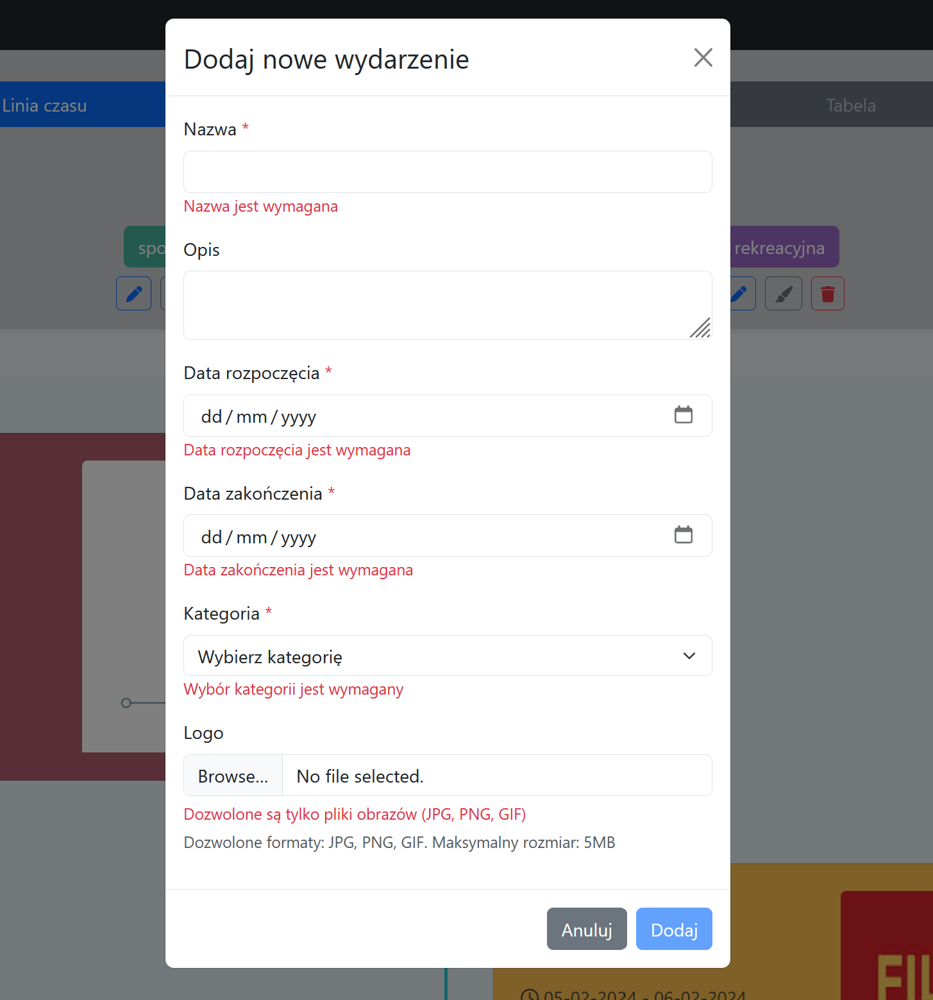 Dodaj nowe wydarzenie
Linia czasu
Tabela
Nazwa *
Nazwa jest wymagana
Opis
rekreacyjna
Data rozpoczęcia *
dd / mm / yyyy
Data rozpoczęcia jest wymagana
Data zakończenia *
dd / mm / yyyy
Data zakończenia jest wymagana
Kategoria *
Wybierz kategorię
Wybór kategorii jest wymagany
Logo
Browse... No file selected.
Dozwolone są tylko pliki obrazów (JPG, PNG, GIF)
Dozwolone formaty: JPG, PNG, GIF. Maksymalny rozmiar: 5MB
Anuluj
Dodaj
05-02-2024 - 06-02-2024